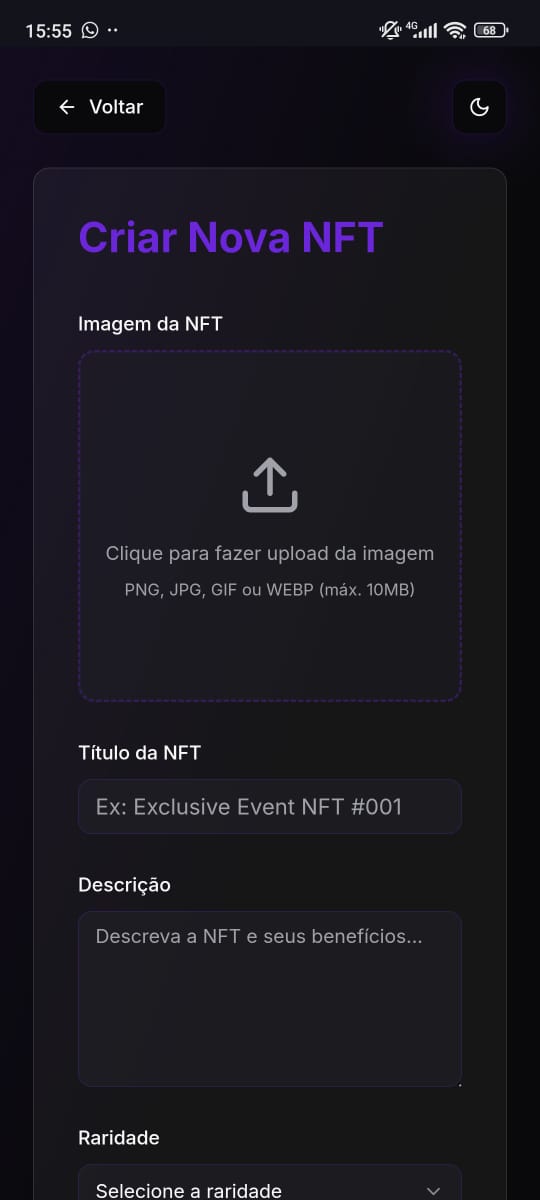 15:55
4G
68
Voltar
Criar Nova NFT
Imagem da NFT
Clique para fazer upload da imagem
PNG, JPG, GIF ou WEBP (máx. 10MB)
Título da NFT
Ex: Exclusive Event NFT #001
Descrição
Descreva a NFT e seus benefícios...
Raridade
Selecione a raridade